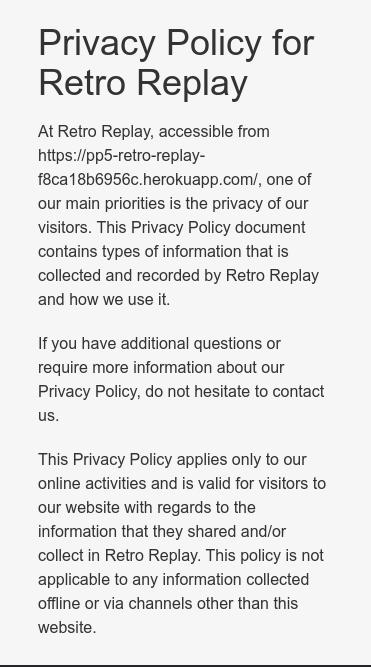 Privacy Policy for
Retro Replay
At Retro Replay, accessible from
https://pp5-retro-replay-
f8ca18b6956c.herokuapp.com/, one of
our main priorities is the privacy of our
visitors. This Privacy Policy document
contains types of information that is
collected and recorded by Retro Replay
and how we use it.
If you have additional questions or
require more information about our
Privacy Policy, do not hesitate to contact
us.
This Privacy Policy applies only to our
online activities and is valid for visitors to
our website with regards to the
information that they shared and/or
collect in Retro Replay. This policy is not
applicable to any information collected
offline or via channels other than this
website.